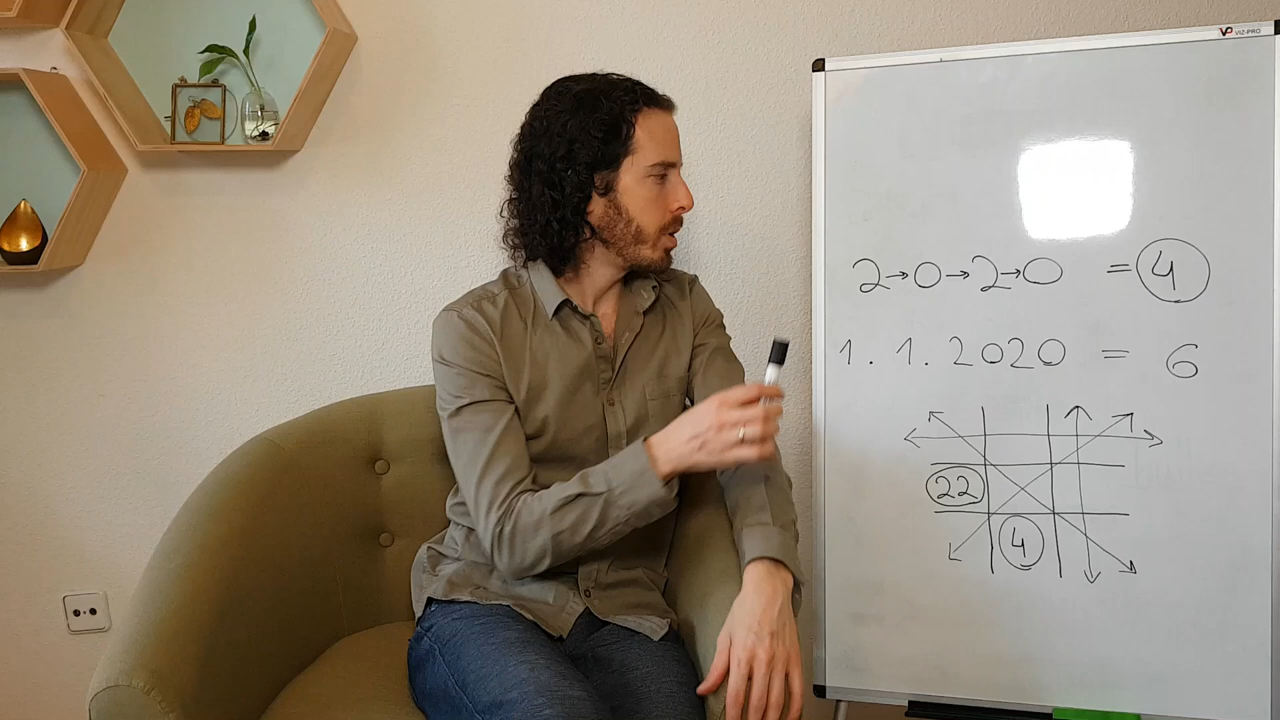 VIZ-PRO
2→0→2→0 = 4
1. 1. 2020 = 6
22
4